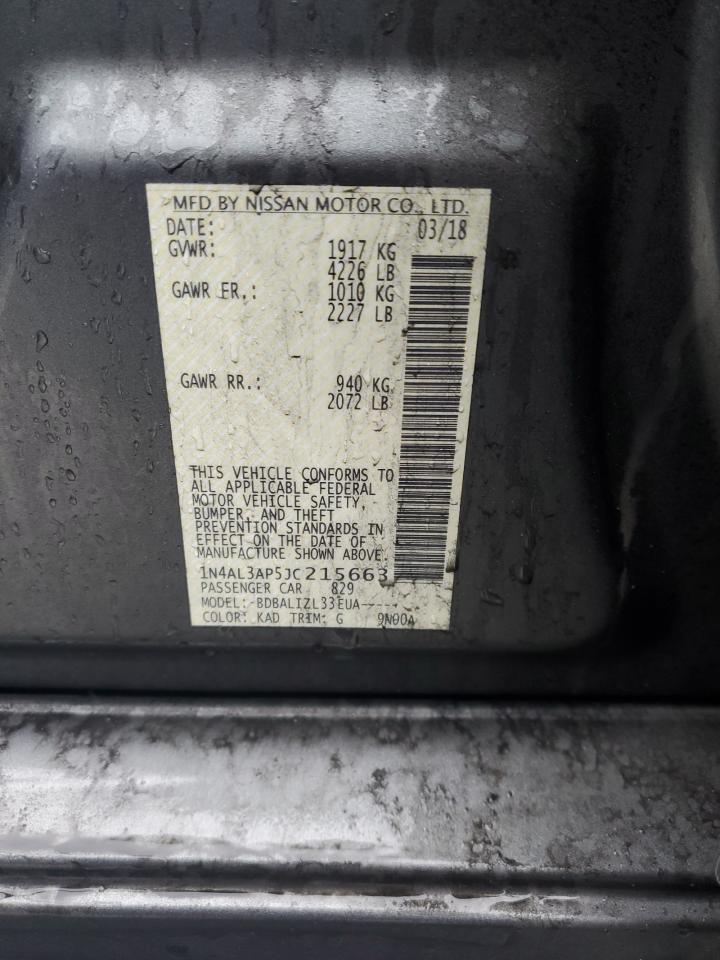 MFD BY NISSAN MOTOR CO., LTD.
DATE: 03/18
GVWR: 1917 KG
4226 LB
GAWR FR.: 1010 KG
2227 LB
GAWR RR.: 940 KG
2072 LB
THIS VEHICLE CONFORMS TO
ALL APPLICABLE FEDERAL
MOTOR VEHICLE SAFETY,
BUMPER, AND THEFT
PREVENTION STANDARDS IN
EFFECT ON THE DATE OF
MANUFACTURE SHOWN ABOVE.
1N4AL3AP5JC215663
PASSENGER CAR 829
MODEL: BDBALIZL33EUA-----
COLOR: KAD TRIM: G 9N00A